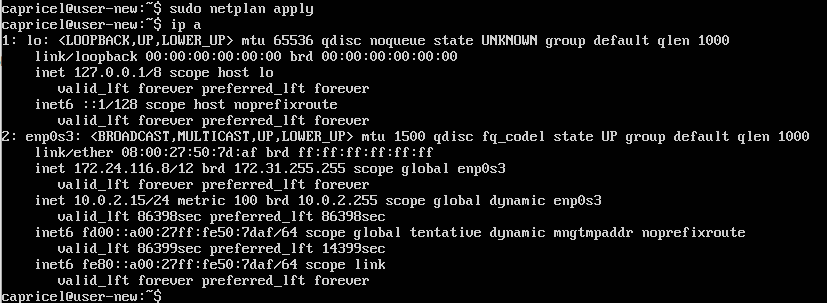 capricel@user-new:~$ sudo netplan apply
capricel@user-new:~$ ip a
1: lo: <LOOPBACK,UP,LOWER_UP> mtu 65536 qdisc noqueue state UNKNOWN group default qlen 1000
    link/loopback 00:00:00:00:00:00 brd 00:00:00:00:00:00
    inet 127.0.0.1/8 scope host lo
       valid_lft forever preferred_lft forever
    inet6 ::1/128 scope host noprefixroute
       valid_lft forever preferred_lft forever
2: enp0s3: <BROADCAST,MULTICAST,UP,LOWER_UP> mtu 1500 qdisc fq_codel state UP group default qlen 1000
    link/ether 08:00:27:50:7d:af brd ff:ff:ff:ff:ff:ff
    inet 172.24.116.8/12 brd 172.31.255.255 scope global enp0s3
       valid_lft forever preferred_lft forever
    inet 10.0.2.15/24 metric 100 brd 10.0.2.255 scope global dynamic enp0s3
       valid_lft 86398sec preferred_lft 86398sec
    inet6 fd00::a00:27ff:fe50:7daf/64 scope global tentative dynamic mngtmpaddr noprefixroute
       valid_lft 86399sec preferred_lft 14399sec
    inet6 fe80::a00:27ff:fe50:7daf/64 scope link
       valid_lft forever preferred_lft forever
capricel@user-new:~$